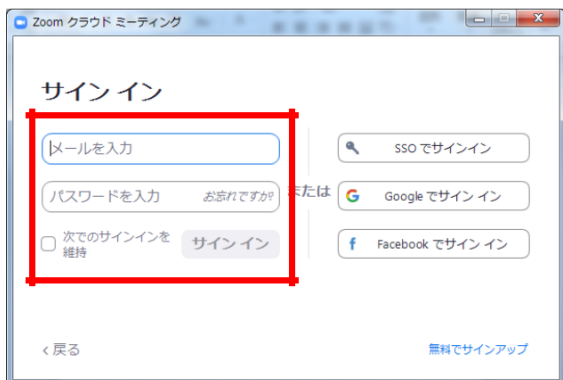 Zoom クラウド ミーティング
サイン イン
メールを入力
パスワードを入力 お忘れですか?
次でのサインインを
維持
サイン イン
または
SSO でサインイン
Google でサイン イン
Facebook でサイン イン
戻る
無料でサインアップ